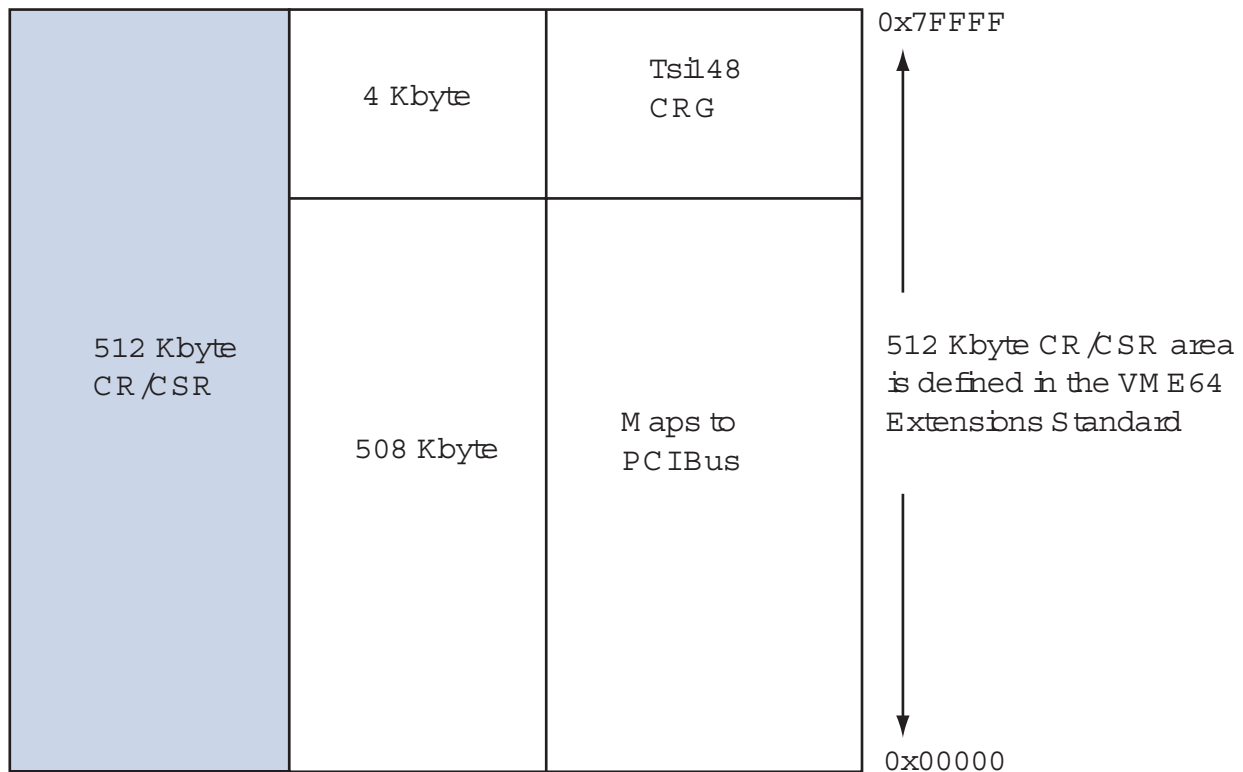 0x7FFFF
4 Kbyte
Tsi148
CRG
512 Kbyte
CR/CSR
508 Kbyte
Maps to
PCI Bus
512 Kbyte CR/CSR area
is defined in the VME64
Extensions Standard
0x00000